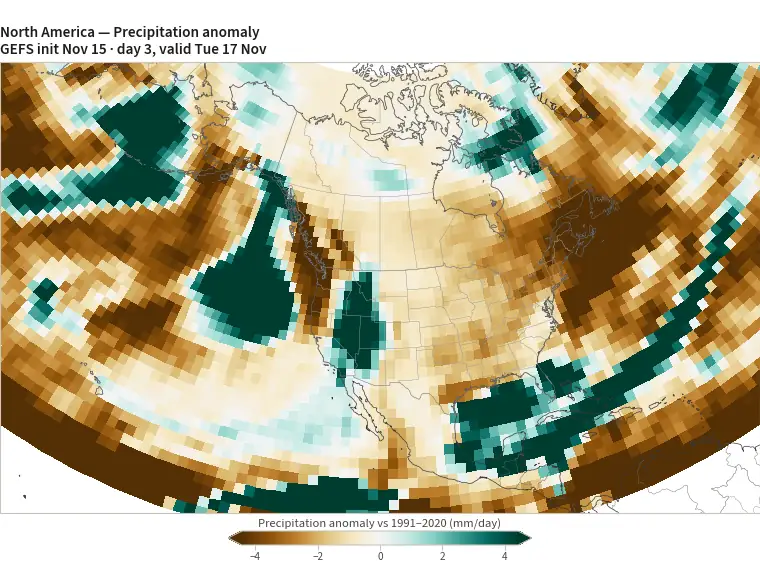 North America — Precipitation anomaly
GEFS init Nov 15 · day 3, valid Tue 17 Nov
Precipitation anomaly vs 1991–2020 (mm/day)
−4 −2 0 2 4